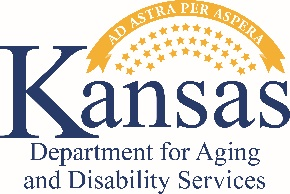 AD ASTRA PER ASPERA
Kansas
Department for Aging
and Disability Services